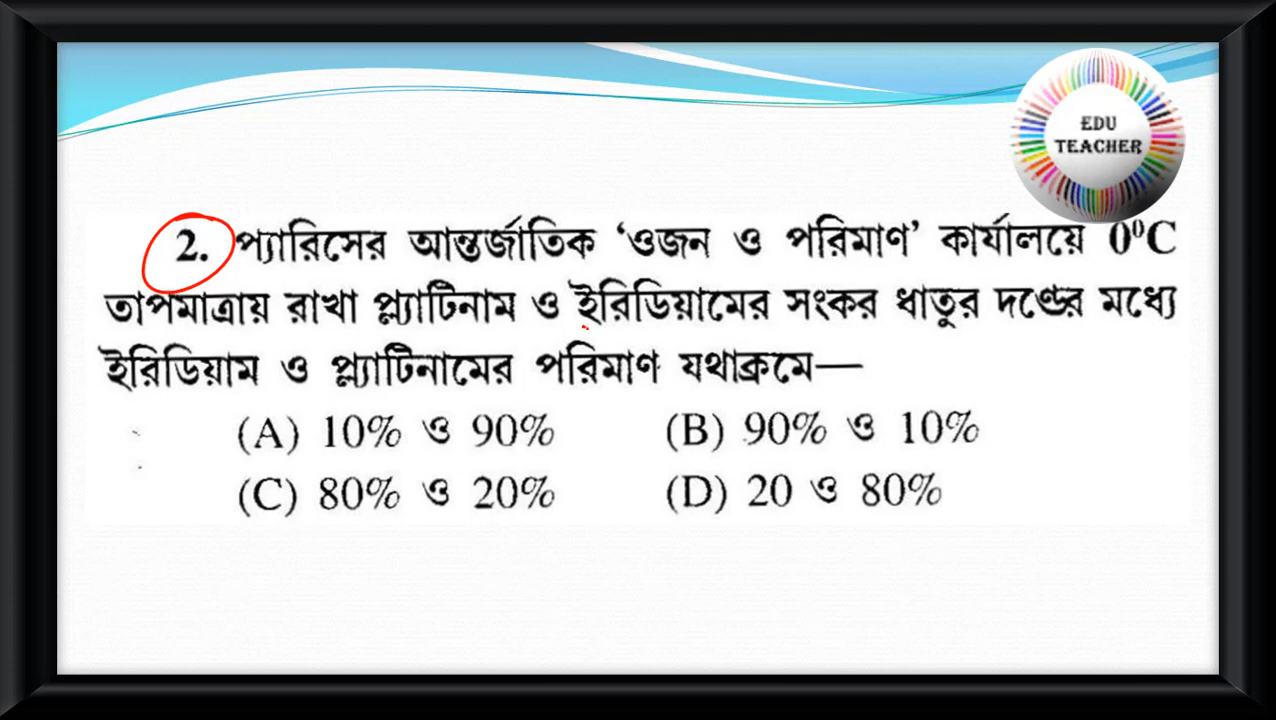 EDU
TEACHER
2. প্যারিসের আন্তর্জাতিক ‘ওজন ও পরিমাণ’ কার্যালয়ে 0⁰C
তাপমাত্রায় রাখা প্ল্যাটিনাম ও ইরিডিয়ামের সংকর ধাতুর দণ্ডের মধ্যে
ইরিডিয়াম ও প্ল্যাটিনামের পরিমাণ যথাক্রমে—
(A) 10% ও 90% (B) 90% ও 10%
(C) 80% ও 20% (D) 20 ও 80%